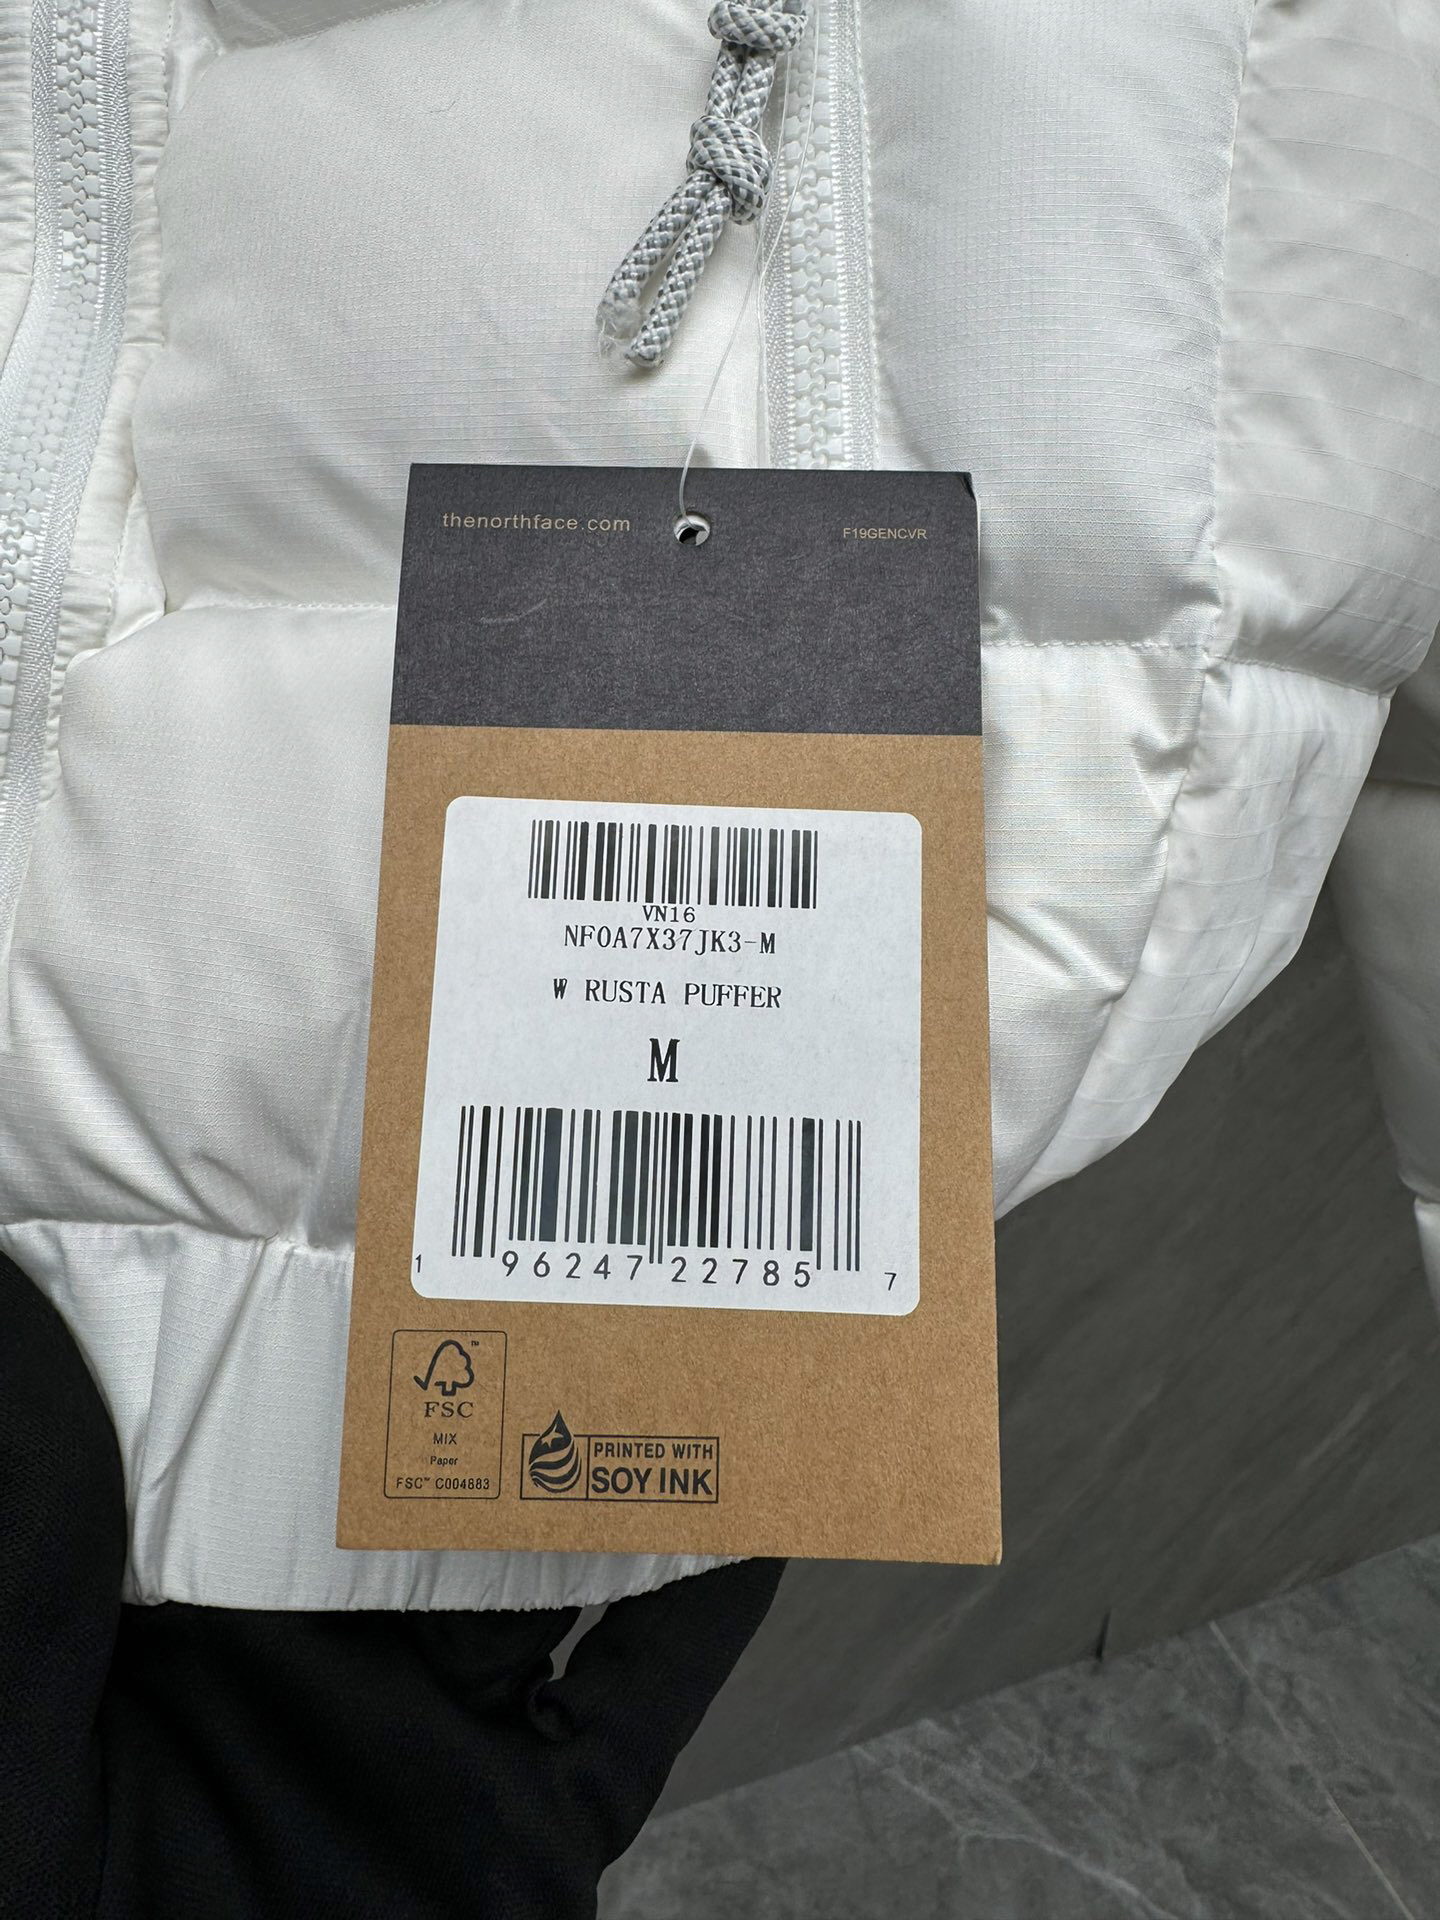 thenorthface.com
F19GENCVR
VN16
NF0A7X37JK3-M
W RUSTA PUFFER
M
1 96247 22785 7
FSC™
MIX
Paper
FSC™ C004883
PRINTED WITH
SOY INK